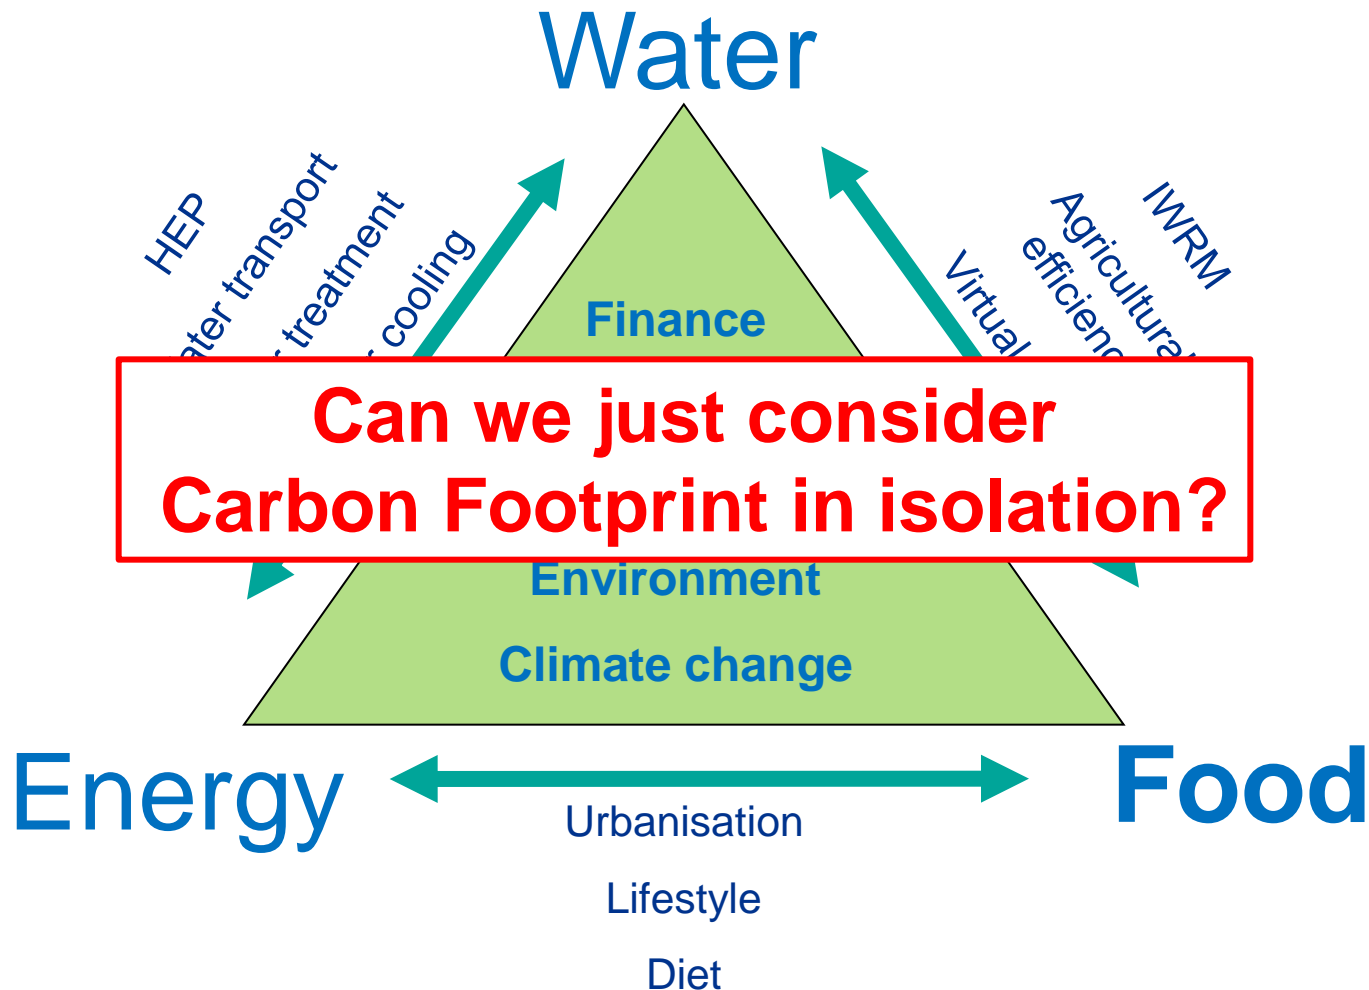 Water
HEP
ater transport
r treatment
r cooling
Virtual
Agricultural
efficienc
IWRM
Finance
Can we just consider
Carbon Footprint in isolation?
Environment
Climate change
Energy
Food
Urbanisation
Lifestyle
Diet